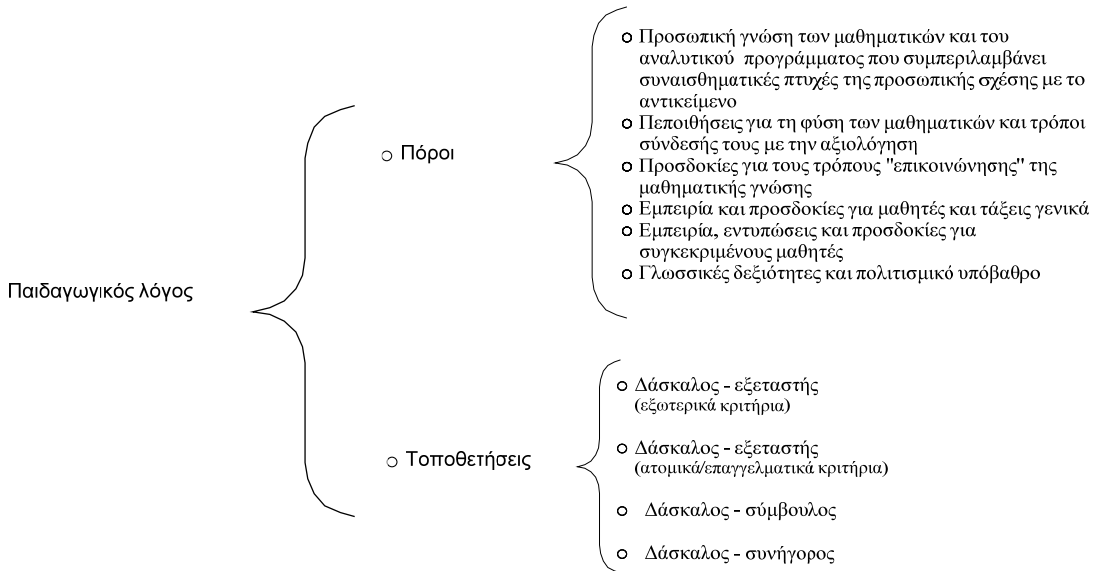 Παιδαγωγικός λόγος
○ Πόροι
○ Προσωπική γνώση των μαθηματικών και του
αναλυτικού προγράμματος που συμπεριλαμβάνει
συναισθηματικές πτυχές της προσωπικής σχέσης με το
αντικείμενο
○ Πεποιθήσεις για τη φύση των μαθηματικών και τρόποι
σύνδεσής τους με την αξιολόγηση
○ Προσδοκίες για τους τρόπους "επικοινώνησης" της
μαθηματικής γνώσης
○ Εμπειρία και προσδοκίες για μαθητές και τάξεις γενικά
○ Εμπειρία, εντυπώσεις και προσδοκίες για
συγκεκριμένους μαθητές
○ Γλωσσικές δεξιότητες και πολιτισμικό υπόβαθρο
○ Τοποθετήσεις
○ Δάσκαλος - εξεταστής
(εξωτερικά κριτήρια)
○ Δάσκαλος - εξεταστής
(ατομικά/επαγγελματικά κριτήρια)
○ Δάσκαλος - σύμβουλος
○ Δάσκαλος - συνήγορος